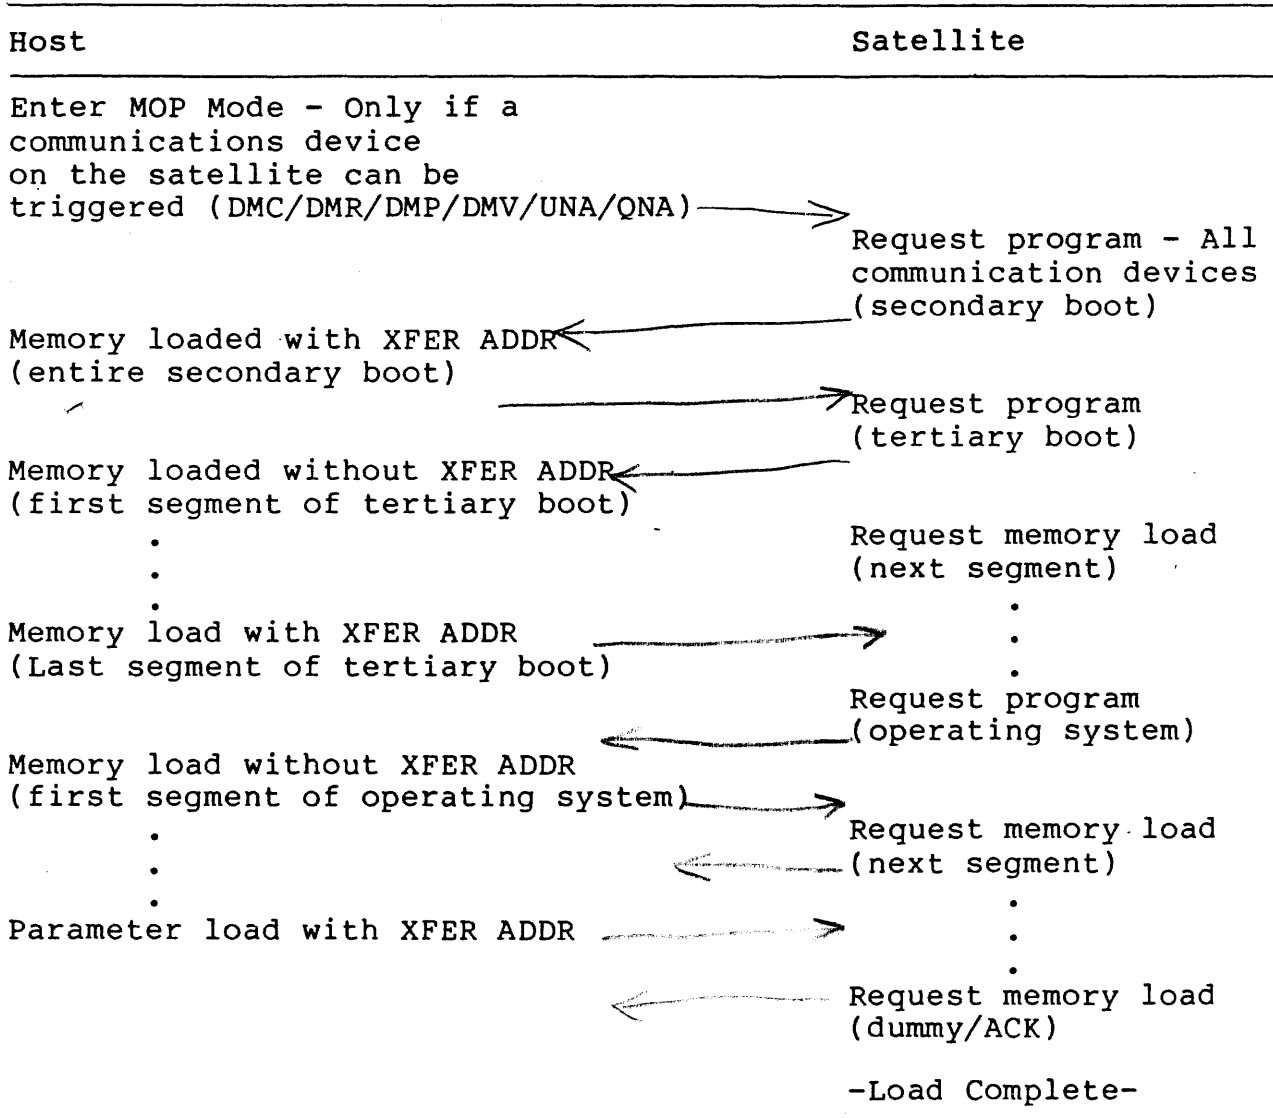 Host Satellite
Enter MOP Mode - Only if a
communications device
on the satellite can be
triggered (DMC/DMR/DMP/DMV/UNA/QNA)
Request program - All
communication devices
(secondary boot)
Memory loaded with XFER ADDR
(entire secondary boot)
Request program
(tertiary boot)
Memory loaded without XFER ADDR
(first segment of tertiary boot)
Request memory load
(next segment)
Memory load with XFER ADDR
(Last segment of tertiary boot)
Request program
(operating system)
Memory load without XFER ADDR
(first segment of operating system)
Request memory load
(next segment)
Parameter load with XFER ADDR
Request memory load
(dummy/ACK)
-Load Complete-